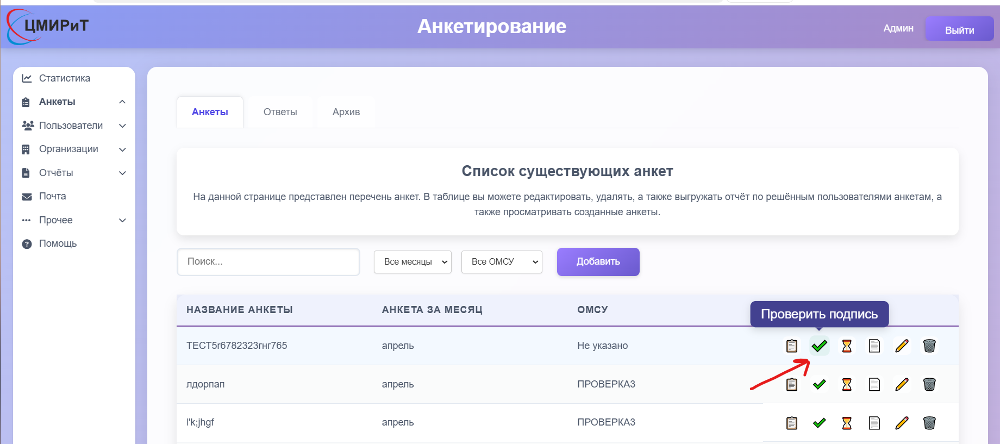 ЦМИРиТ
Анкетирование
Админ
Выйти
Статистика
Анкеты
Пользователи
Организации
Отчёты
Почта
Прочее
Помощь
Анкеты
Ответы
Архив
Список существующих анкет
На данной странице представлен перечень анкет. В таблице вы можете редактировать, удалять, а также выгружать отчёт по решённым пользователями анкетам, а
также просматривать созданные анкеты.
Поиск...
Все месяцы
Все ОМСУ
Добавить
НАЗВАНИЕ АНКЕТЫ АНКЕТА ЗА МЕСЯЦ ОМСУ
Проверить подпись
ТЕСТ5r6782323гнг765 апрель Не указано
лдорпап апрель ПРОВЕРКА3
l'k;jhgf апрель ПРОВЕРКА3